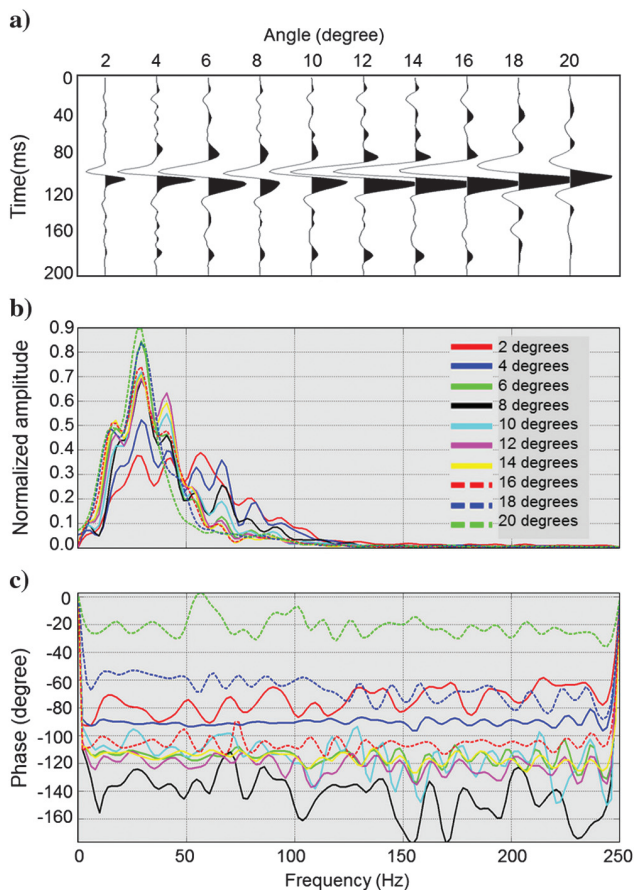 a)
Angle (degree)
2 4 6 8 10 12 14 16 18 20
Time(ms)
0
40
80
120
160
200
b)
Normalized amplitude
0.9
0.8
0.7
0.6
0.5
0.4
0.3
0.2
0.1
0.0
2 degrees
4 degrees
6 degrees
8 degrees
10 degrees
12 degrees
14 degrees
16 degrees
18 degrees
20 degrees
c)
Phase (degree)
0
-20
-40
-60
-80
-100
-120
-140
-160
0 50 100 150 200 250
Frequency (Hz)